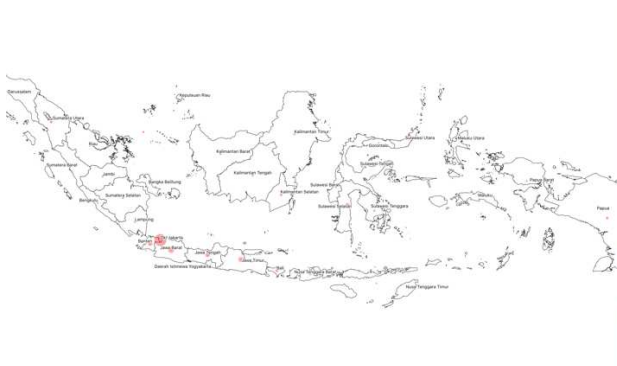 Darussalam
Sumatera Utara
Kepulauan Riau
Riau
Sumatera Barat
Jambi
Bengkulu
Sumatera Selatan
Bangka Belitung
Lampung
Jakarta
Banten
Jawa Barat
Jawa Tengah
Daerah Istimewa Yogyakarta
Jawa Timur
Bali
Nusa Tenggara Barat
Nusa Tenggara Timur
Kalimantan Barat
Kalimantan Tengah
Kalimantan Timur
Kalimantan Selatan
Sulawesi Utara
Gorontalo
Sulawesi Tengah
Sulawesi Barat
Sulawesi Selatan
Sulawesi Tenggara
Maluku Utara
Maluku
Papua Barat
Papua